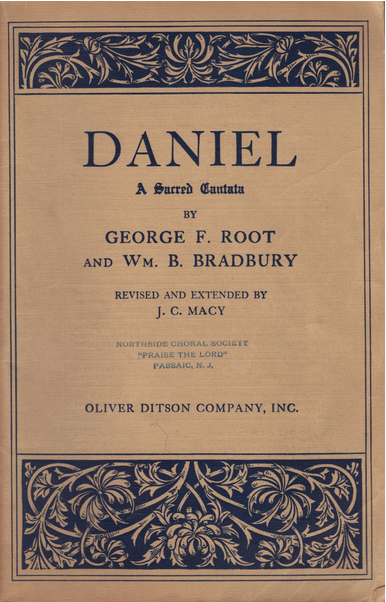 DANIEL
A Sacred Cantata
BY
GEORGE F. ROOT
AND WM. B. BRADBURY
REVISED AND EXTENDED BY
J. C. MACY
NORTHSIDE CHORAL SOCIETY
"PRAISE THE LORD"
PASSAIC, N. J,
OLIVER DITSON COMPANY, INC.